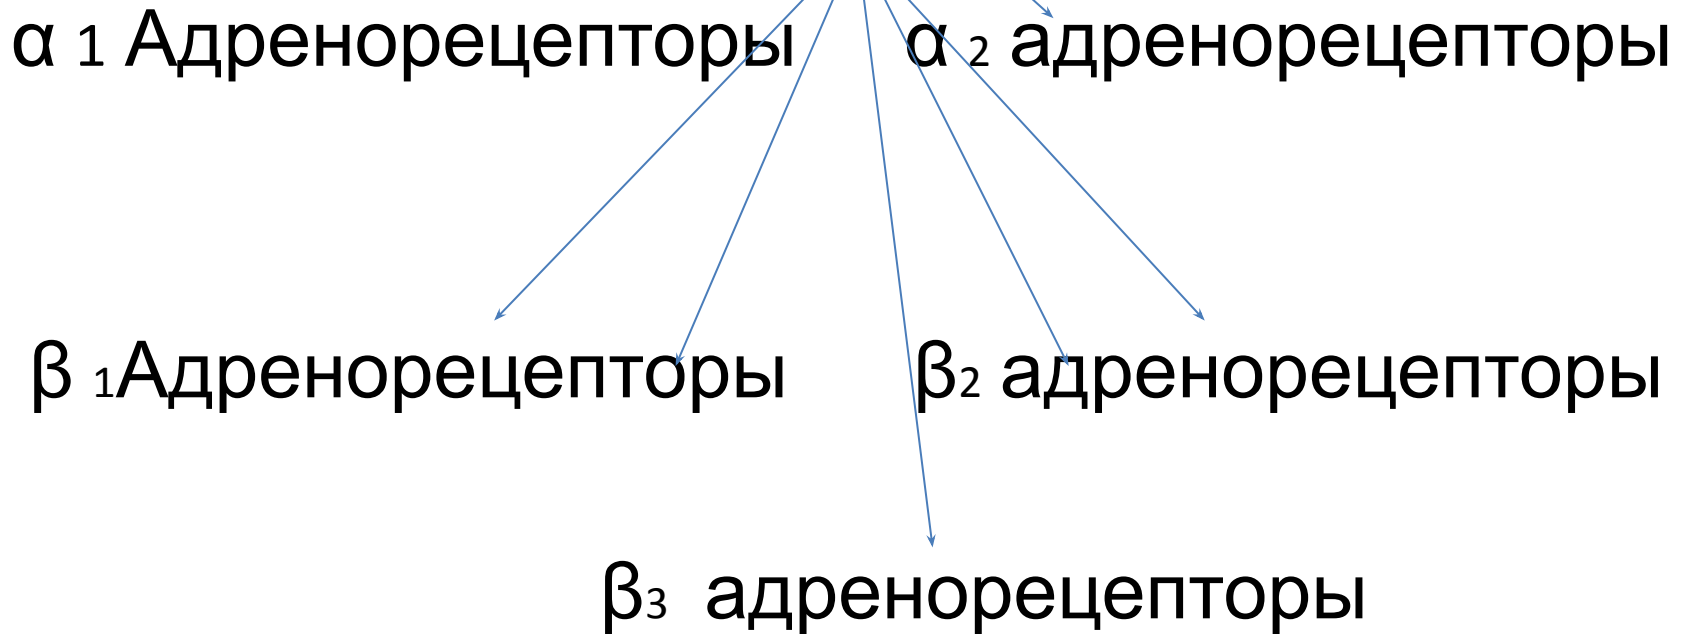 α 1 Адренорецепторы α 2 адренорецепторы
β 1Адренорецепторы β2 адренорецепторы
β3 адренорецепторы